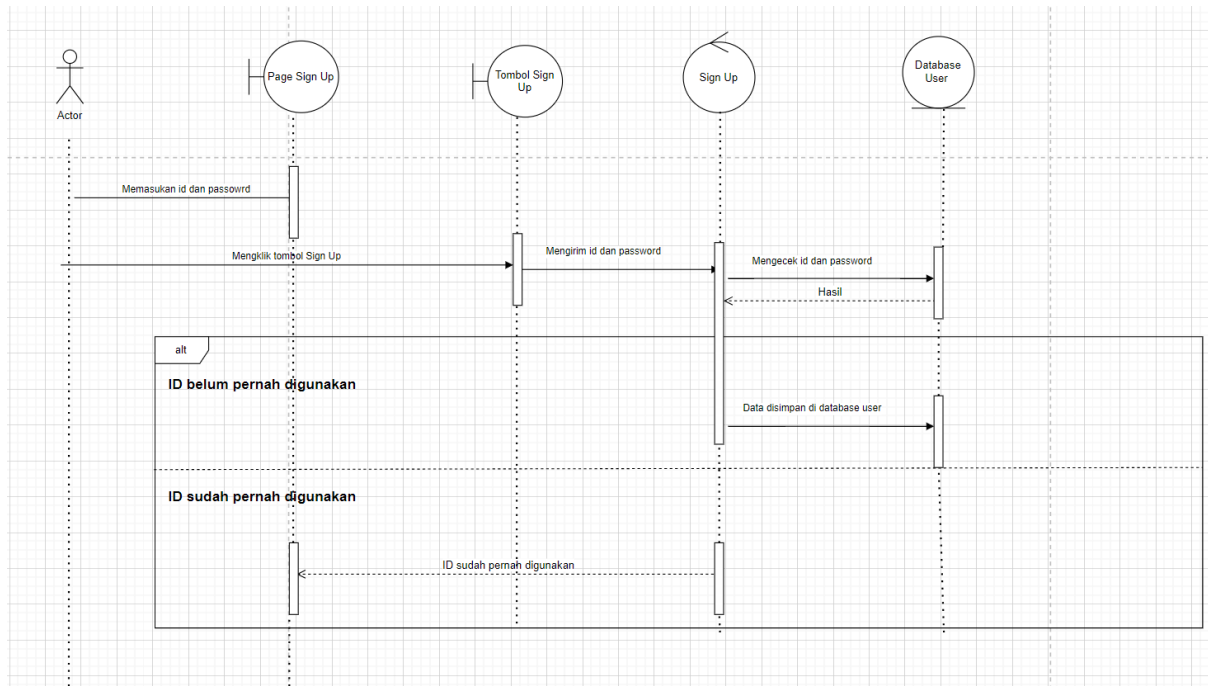 Actor
Page Sign Up
Tombol Sign
Up
Sign Up
Database
User
Memasukan id dan passowrd
Mengklik tombol Sign Up
Mengirim id dan password
Mengecek id dan password
Hasil
alt
ID belum pernah digunakan
Data disimpan di database user
ID sudah pernah digunakan
ID sudah pernah digunakan